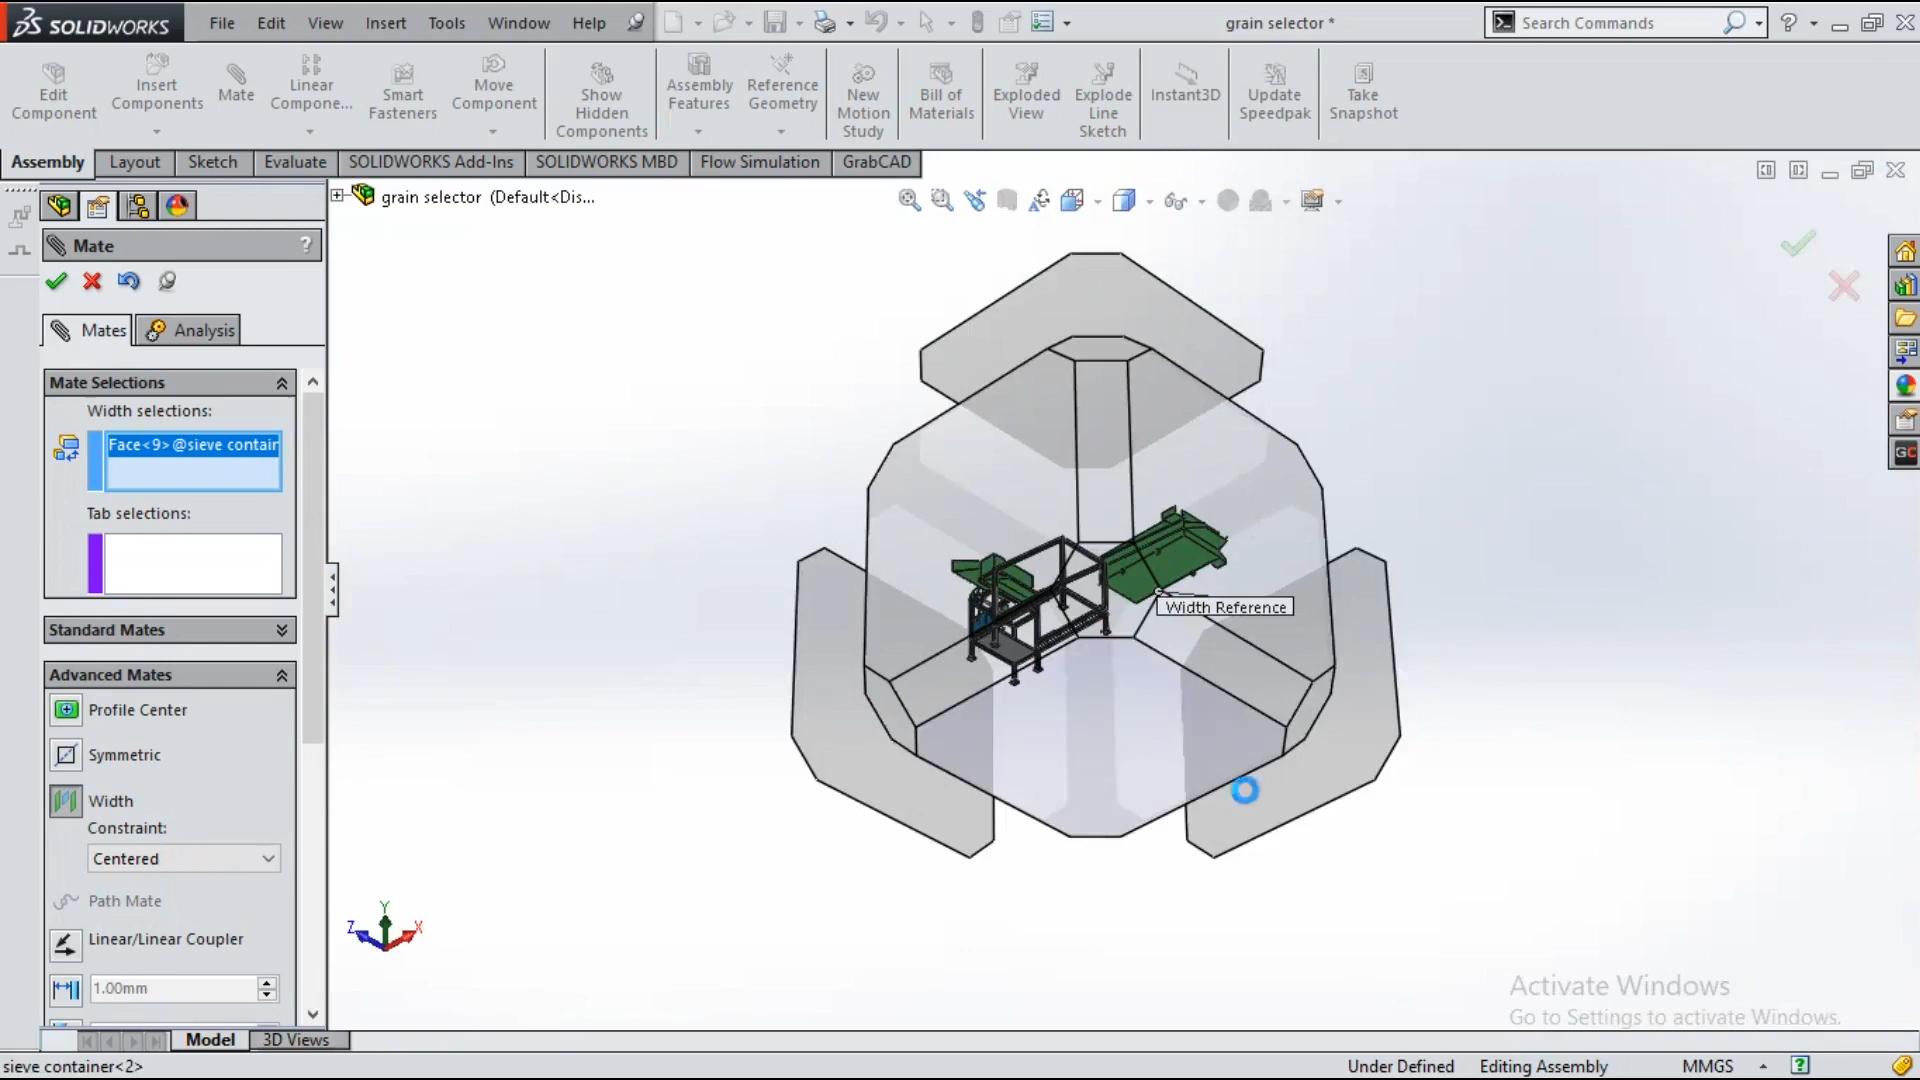 SOLIDWORKS File Edit View Insert Tools Window Help grain selector * Search Commands
Edit Component
Insert Components
Mate
Linear Compone...
Smart Fasteners
Move Component
Show Hidden Components
Assembly Features
Reference Geometry
New Motion Study
Bill of Materials
Exploded View
Explode Line Sketch
Instant3D
Update Speedpak
Take Snapshot
Assembly Layout Sketch Evaluate SOLIDWORKS Add-Ins SOLIDWORKS MBD Flow Simulation GrabCAD
grain selector (Default<Dis...
Mate ?
Mates Analysis
Mate Selections
Width selections:
Face<9>@sieve contain
Tab selections:
Standard Mates
Advanced Mates
Profile Center
Symmetric
Width
Constraint:
Centered
Path Mate
Linear/Linear Coupler
1.00mm
Width Reference
Y
Z
X
GC
Activate Windows
Go to Settings to activate Windows.
Model 3D Views
sieve container<2> Under Defined Editing Assembly MMGS ?